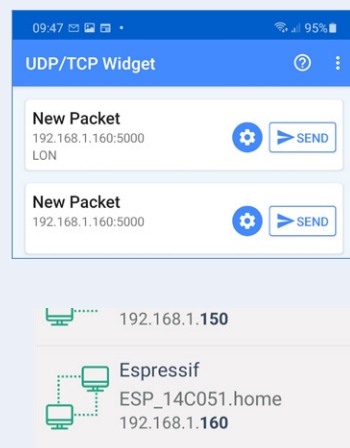 09:47 95%
UDP/TCP Widget
New Packet
192.168.1.160:5000
LON
SEND
New Packet
192.168.1.160:5000
SEND
192.168.1.150
Espressif
ESP_14C051.home
192.168.1.160